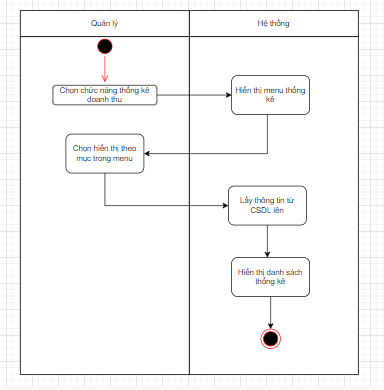 Quản lý
Hệ thống
Chọn chức năng thống kê
doanh thu
Hiển thị menu thống
kê
Chọn hiển thị theo
mục trong menu
Lấy thông tin từ
CSDL lên
Hiển thị danh sách
thống kê